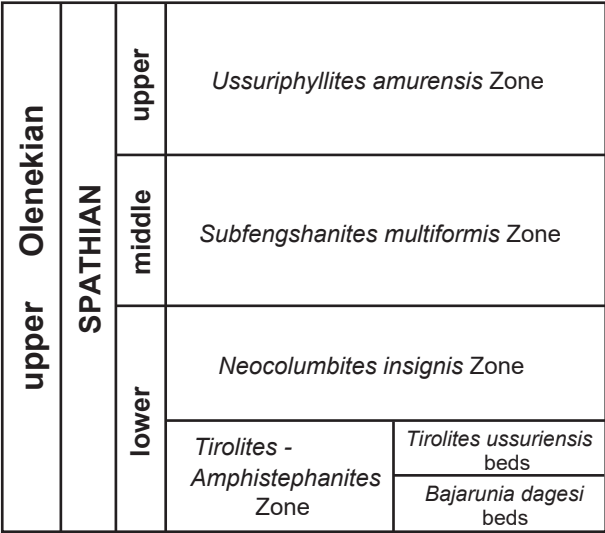 upper Olenekian
SPATHIAN
upper
Ussuriphyllites amurensis Zone
middle
Subfengshanites multiformis Zone
lower
Neocolumbites insignis Zone
Tirolites -
Amphistephanites
Zone
Tirolites ussuriensis
beds
Bajarunia dagesi
beds